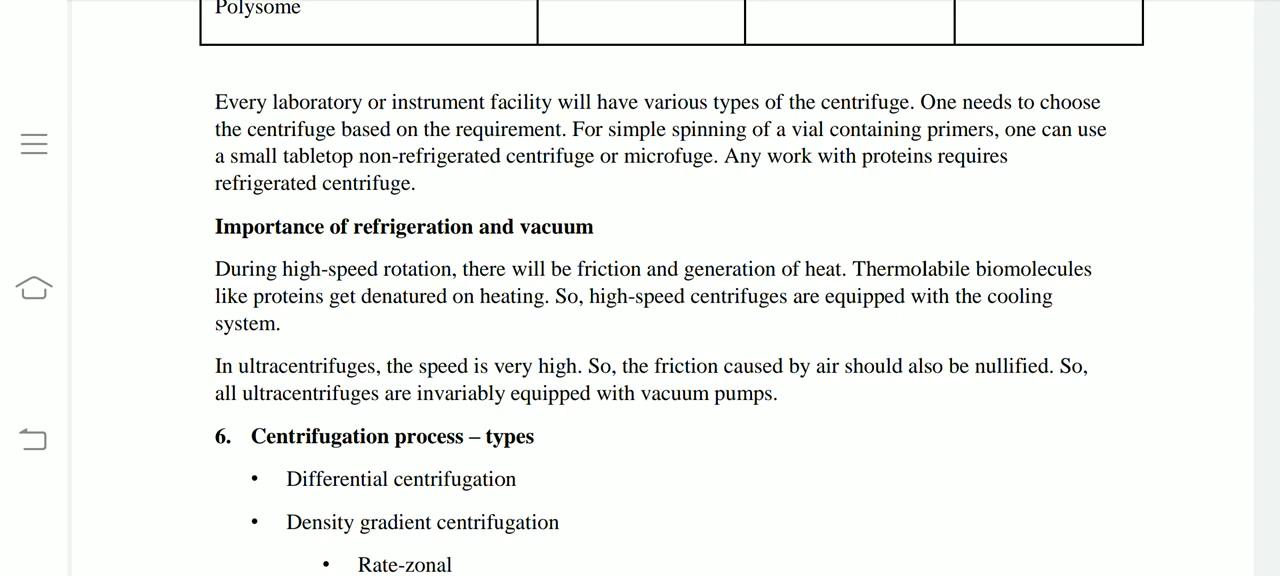 Polysome
Every laboratory or instrument facility will have various types of the centrifuge. One needs to choose
the centrifuge based on the requirement. For simple spinning of a vial containing primers, one can use
a small tabletop non-refrigerated centrifuge or microfuge. Any work with proteins requires
refrigerated centrifuge.
Importance of refrigeration and vacuum
During high-speed rotation, there will be friction and generation of heat. Thermolabile biomolecules
like proteins get denatured on heating. So, high-speed centrifuges are equipped with the cooling
system.
In ultracentrifuges, the speed is very high. So, the friction caused by air should also be nullified. So,
all ultracentrifuges are invariably equipped with vacuum pumps.
6. Centrifugation process – types
• Differential centrifugation
• Density gradient centrifugation
• Rate-zonal